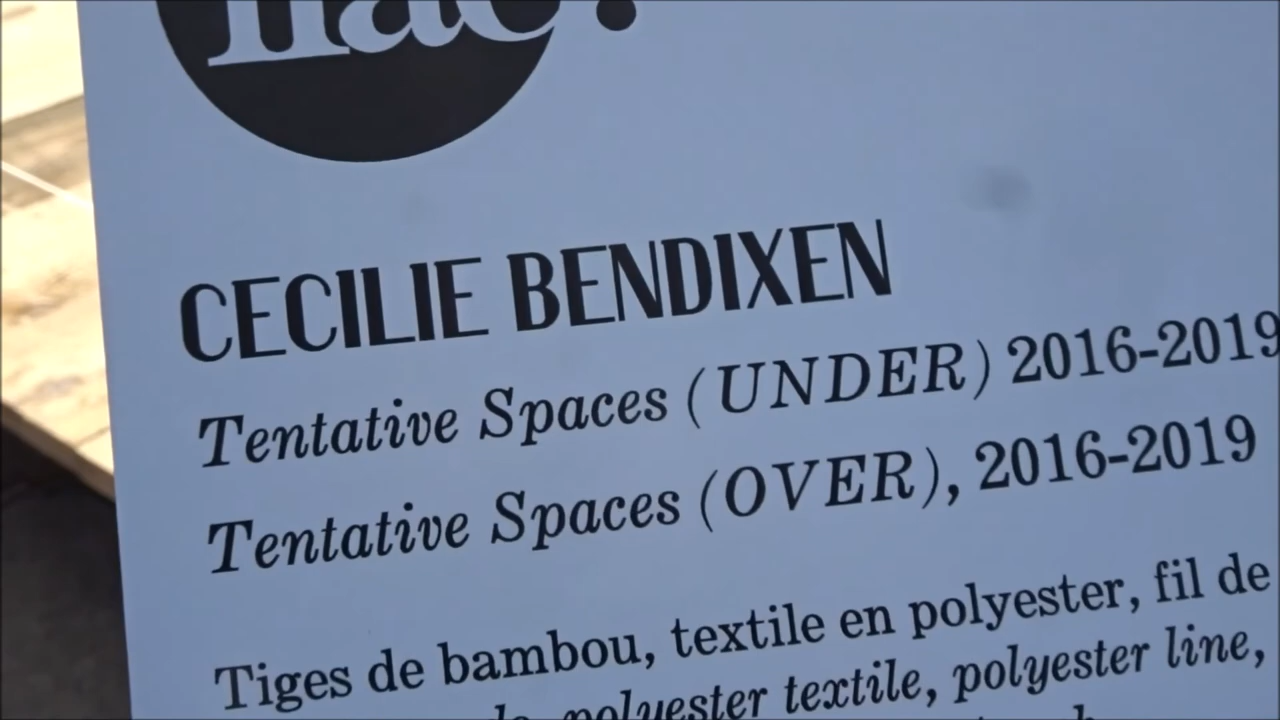 CECILIE BENDIXEN
Tentative Spaces (UNDER) 2016-2019
Tentative Spaces (OVER), 2016-2019
Tiges de bambou, textile en polyester, fil de
polyester textile, polyester line,